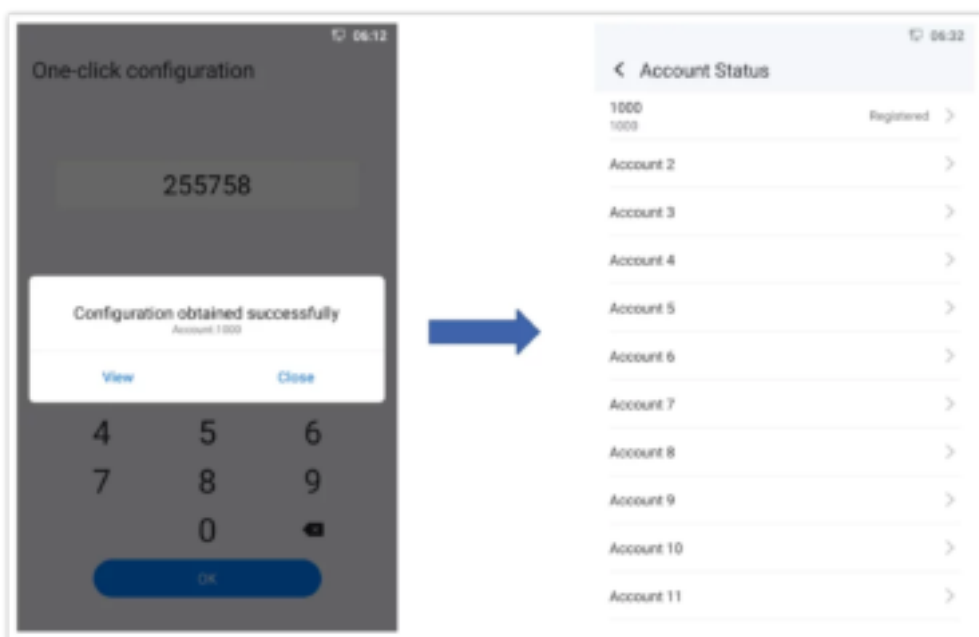 06:12
One-click configuration
255758
Configuration obtained successfully
Account:1000
View
Close
4 5 6
7 8 9
0
OK
06:32
Account Status
1000
1000
Registered
Account 2
Account 3
Account 4
Account 5
Account 6
Account 7
Account 8
Account 9
Account 10
Account 11